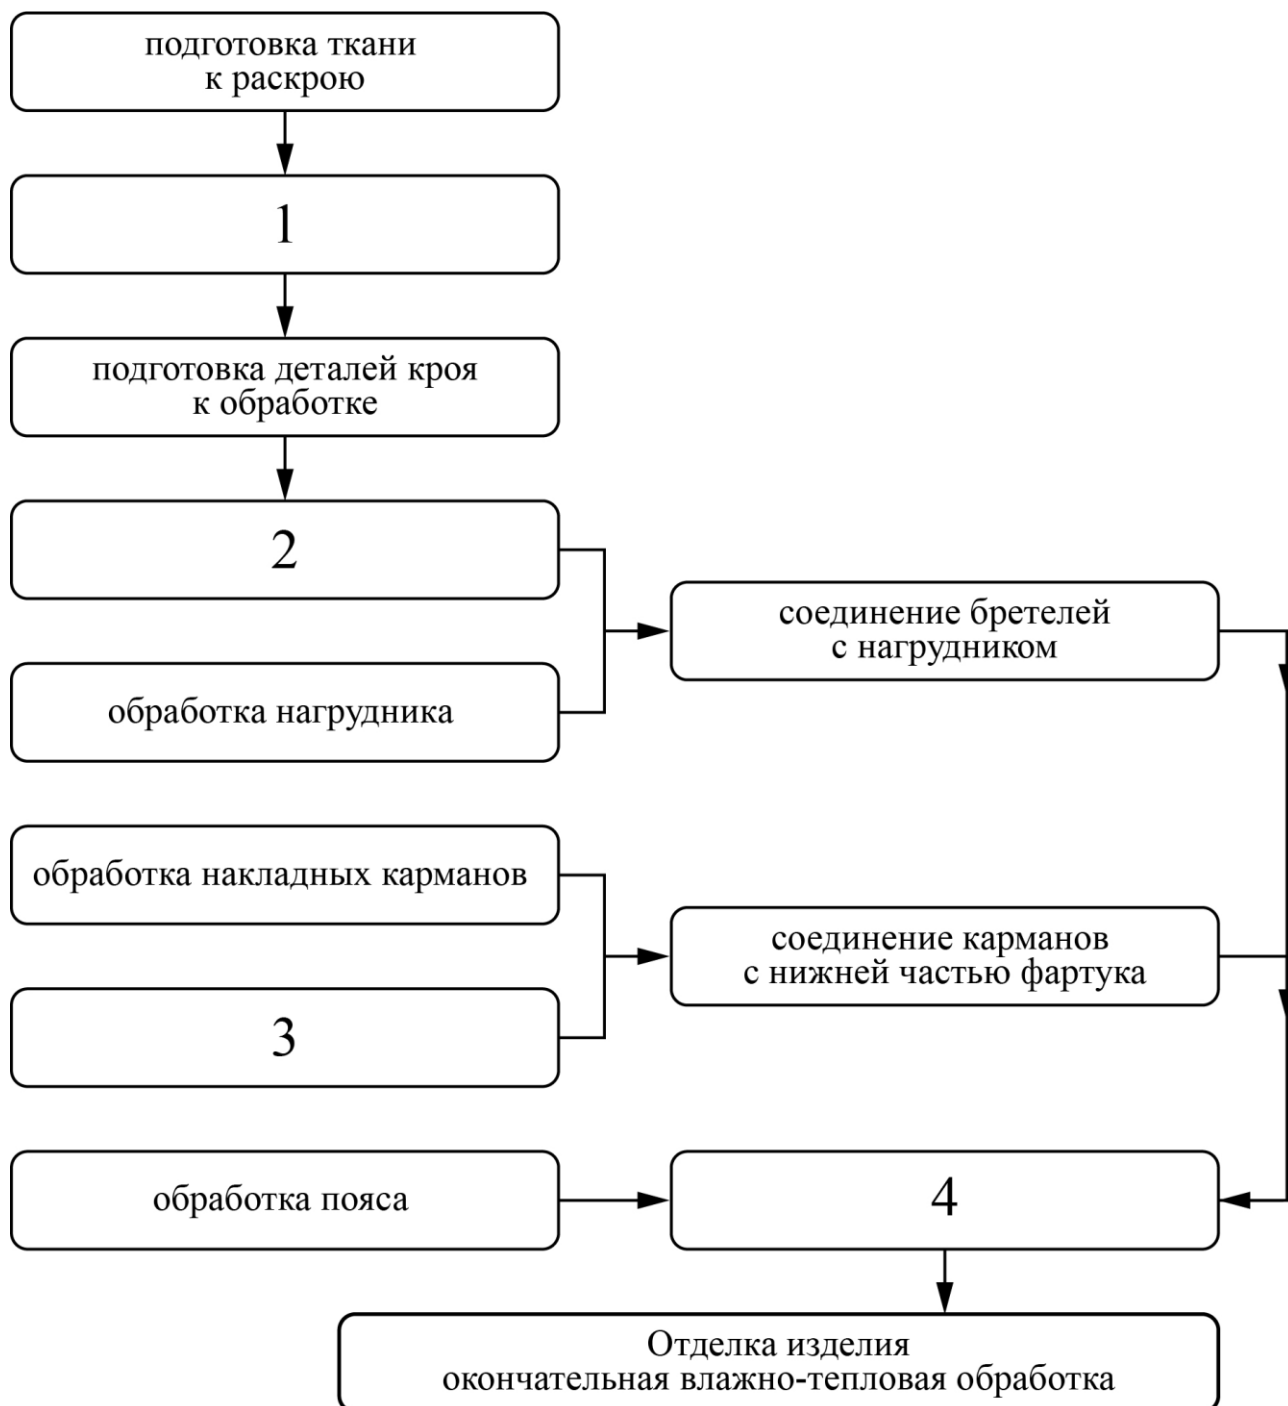 подготовка ткани
к раскрою
1
подготовка деталей кроя
к обработке
2
соединение бретелей
с нагрудником
обработка нагрудника
обработка накладных карманов
соединение карманов
с нижней частью фартука
3
обработка пояса
4
Отделка изделия
окончательная влажно-тепловая обработка